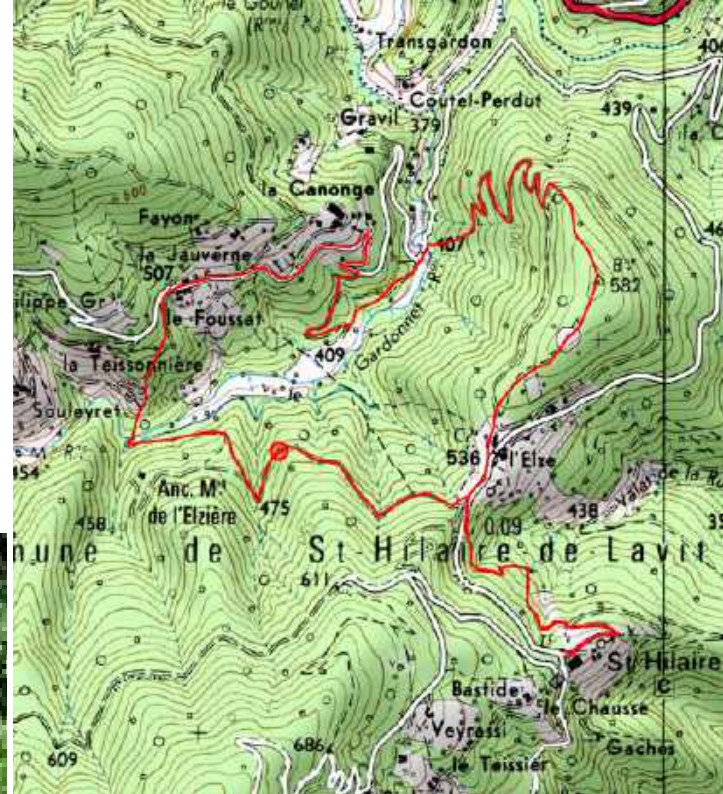 Transgardon
404
Coutel-Perdut
439
Gravil
379
la Canonge
600
Fayon
407
la Jauverne
507
582
le Foussat
409
Gardonnet
la Teissonnière
Souleyret
536
l'Elze
454
Anc. Mⁱⁿ
de l'Elzière
475
438
458
0.09
de St-Hilaire de Lavit
611
St Hilaire
Bastide
le Chausse
Veyrassi
Gaches
686
609
le Teissier